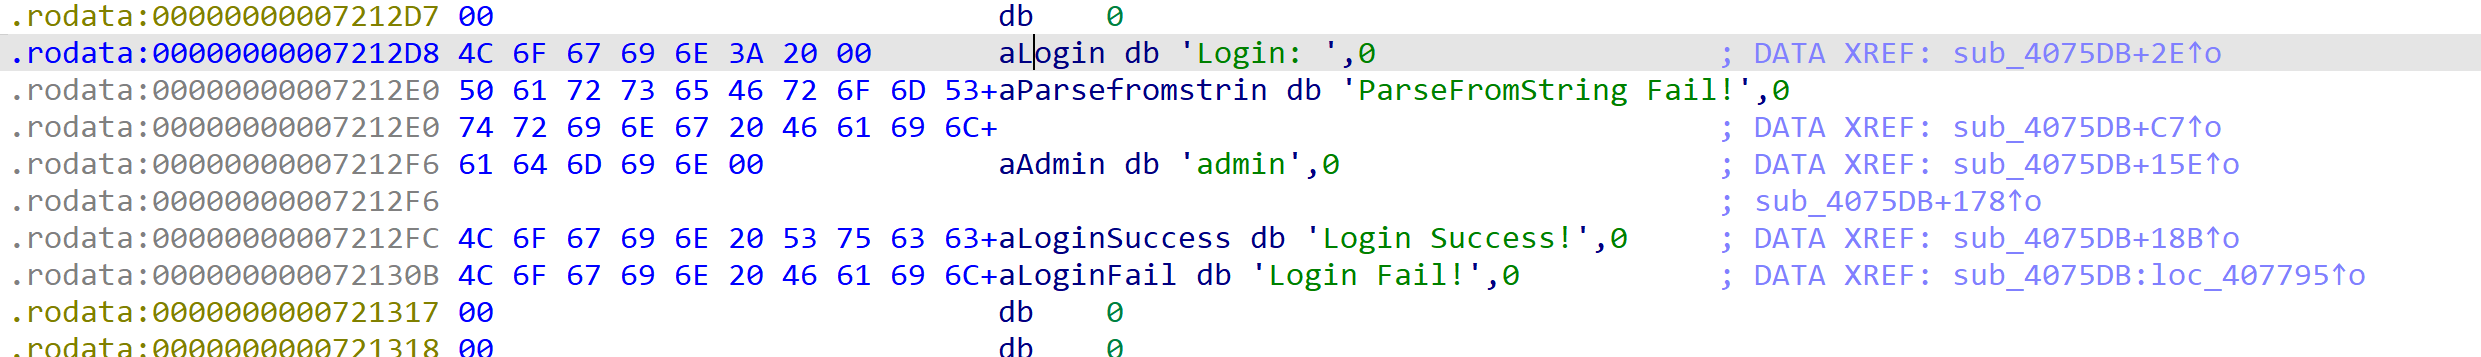 .rodata:00000000007212D7 00 db 0
.rodata:00000000007212D8 4C 6F 67 69 6E 3A 20 00 aLogin db 'Login: ',0 ; DATA XREF: sub_4075DB+2E↑o
.rodata:00000000007212E0 50 61 72 73 65 46 72 6F 6D 53+aParsefromstrin db 'ParseFromString Fail!',0
.rodata:00000000007212E0 74 72 69 6E 67 20 46 61 69 6C+ ; DATA XREF: sub_4075DB+C7↑o
.rodata:00000000007212F6 61 64 6D 69 6E 00 aAdmin db 'admin',0 ; DATA XREF: sub_4075DB+15E↑o
.rodata:00000000007212F6 ; sub_4075DB+178↑o
.rodata:00000000007212FC 4C 6F 67 69 6E 20 53 75 63 63+aLoginSuccess db 'Login Success!',0 ; DATA XREF: sub_4075DB+18B↑o
.rodata:000000000072130B 4C 6F 67 69 6E 20 46 61 69 6C+aLoginFail db 'Login Fail!',0 ; DATA XREF: sub_4075DB:loc_407795↑o
.rodata:0000000000721317 00 db 0
.rodata:0000000000721318 00 db 0